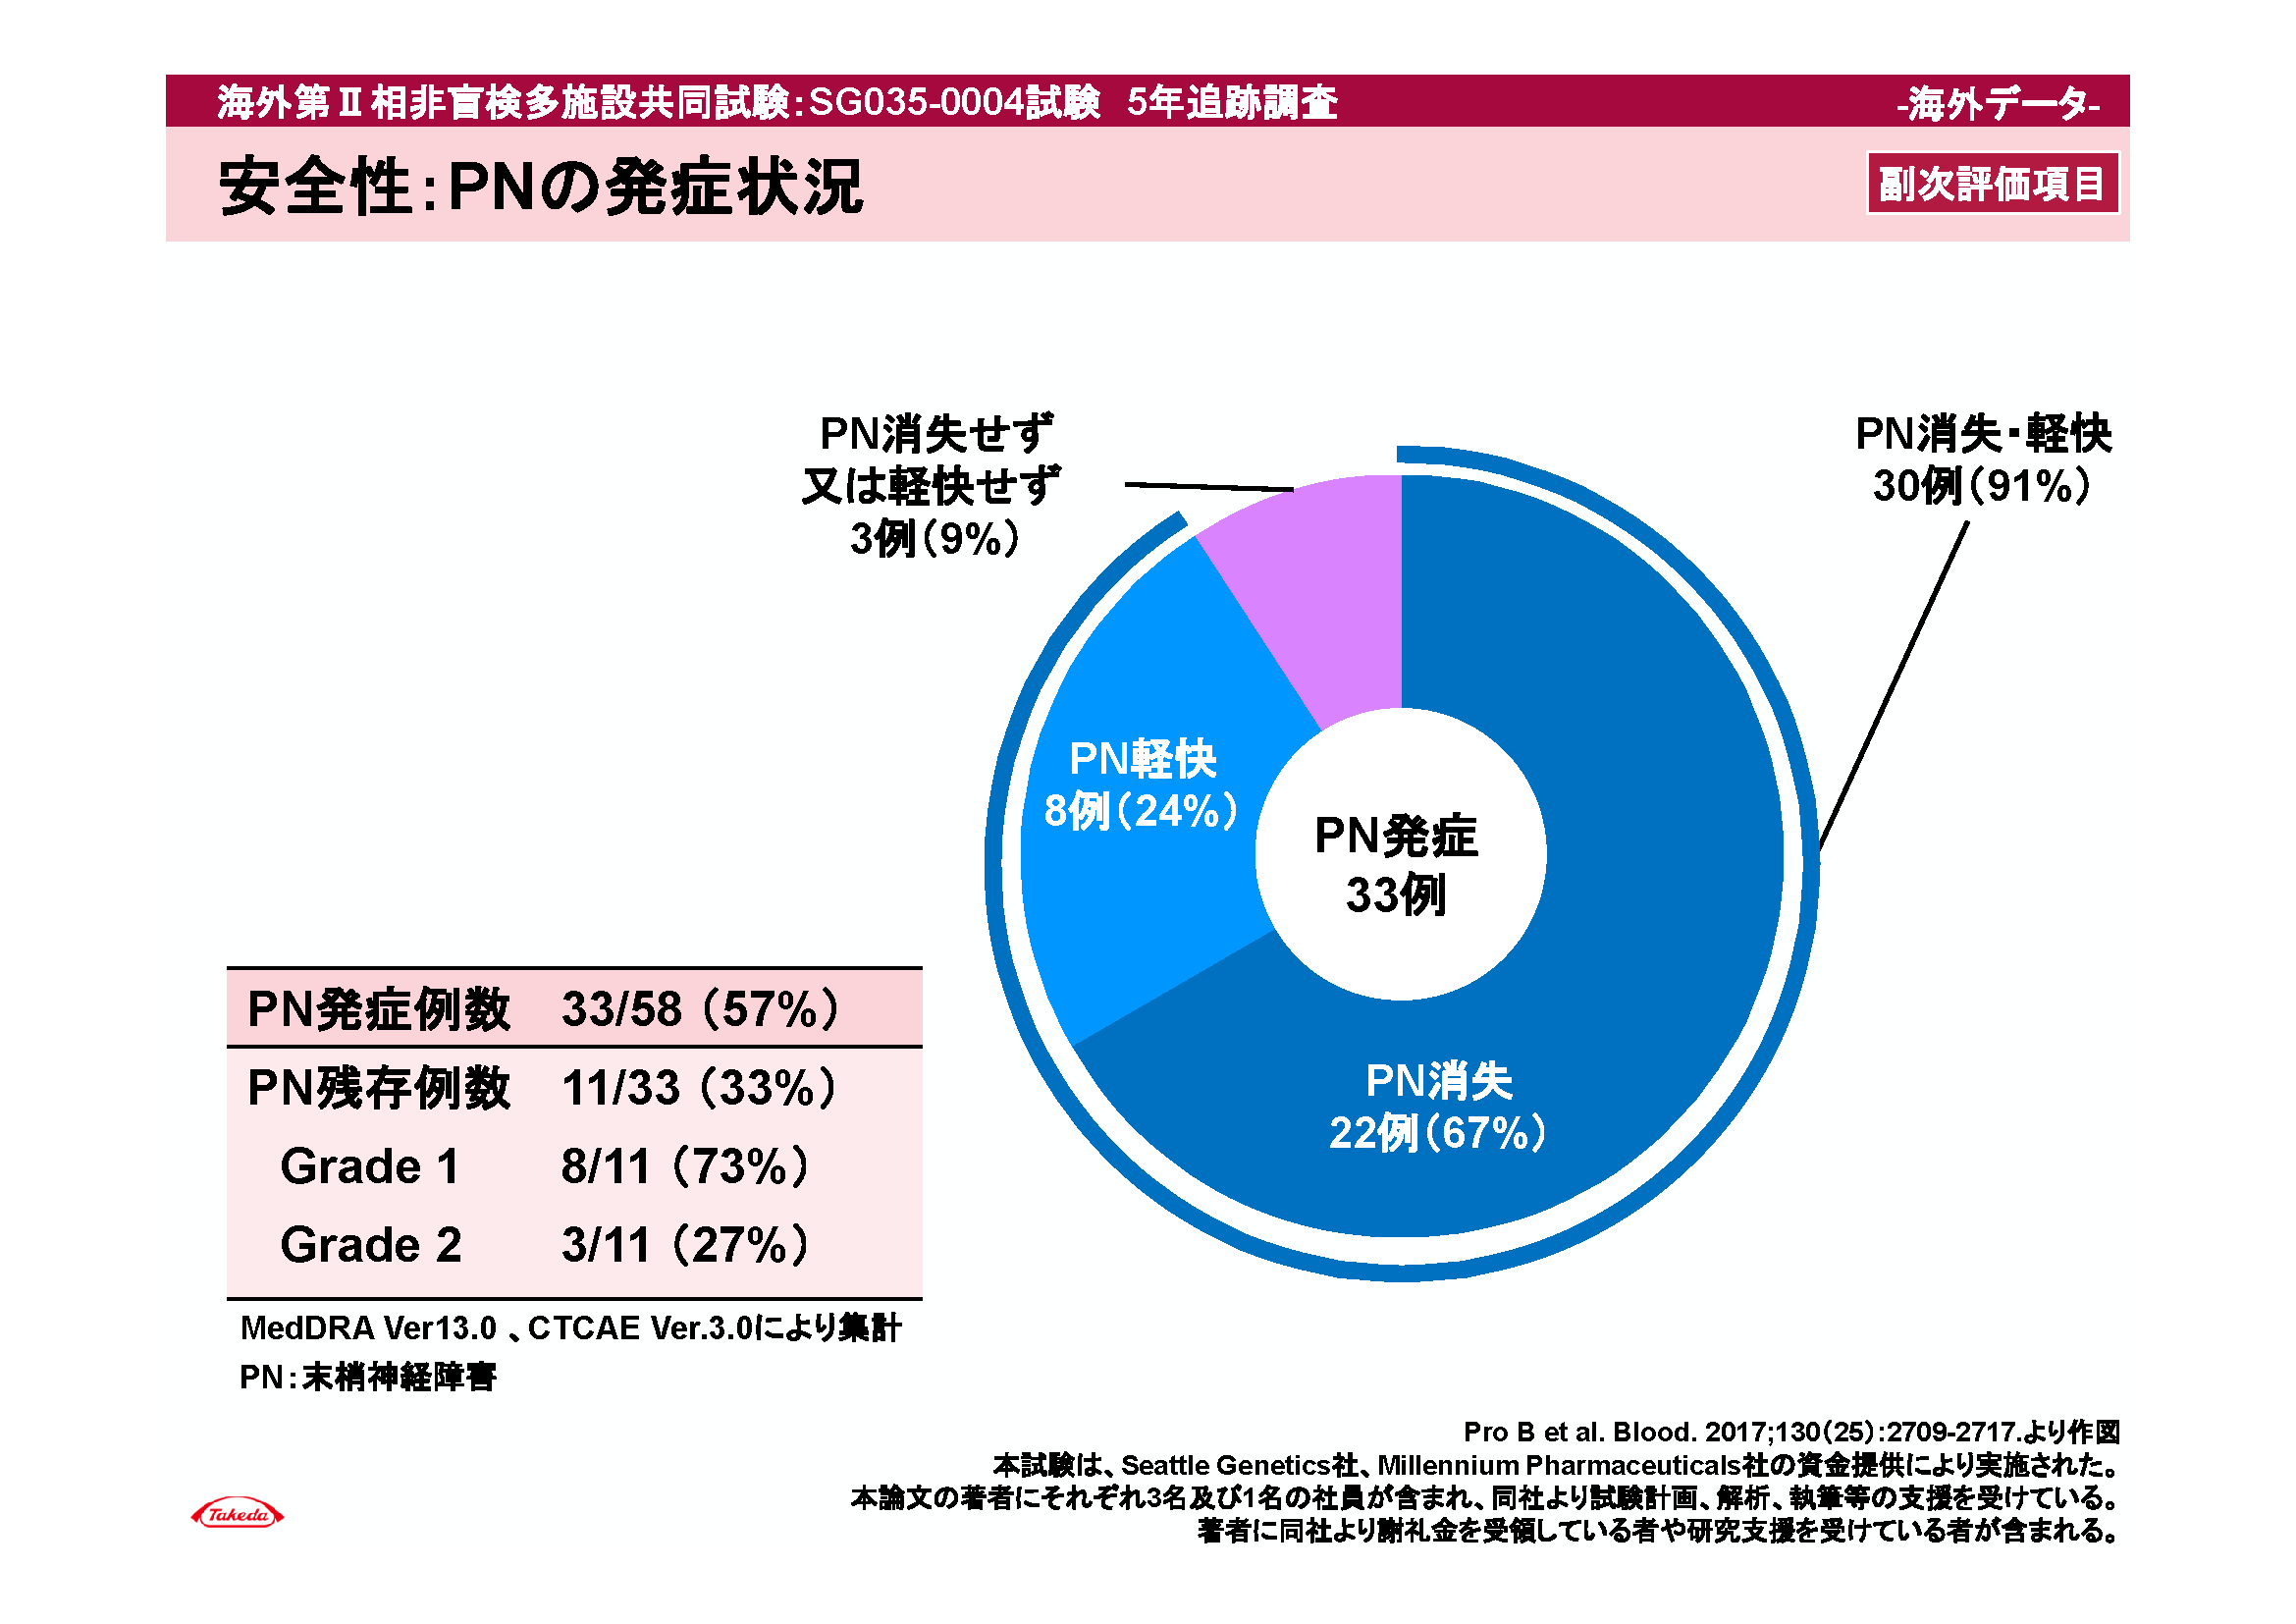 海外第Ⅱ相非盲検多施設共同試験：SG035-0004試験　5年追跡調査
-海外データ-
安全性：PNの発症状況
副次評価項目
PN消失せず
又は軽快せず
3例（9%）
PN消失・軽快
30例（91%）
PN軽快
8例（24%）
PN発症
33例
PN消失
22例（67%）
PN発症例数　33/58（57%）
PN残存例数　11/33（33%）
Grade 1　8/11（73%）
Grade 2　3/11（27%）
MedDRA Ver13.0 、CTCAE Ver.3.0により集計
PN：末梢神経障害
Pro B et al. Blood. 2017;130（25）:2709-2717.より作図
本試験は、Seattle Genetics社、Millennium Pharmaceuticals社の資金提供により実施された。
本論文の著者にそれぞれ3名及び1名の社員が含まれ、同社より試験計画、解析、執筆等の支援を受けている。
著者に同社より謝礼金を受領している者や研究支援を受けている者が含まれる。
Takeda